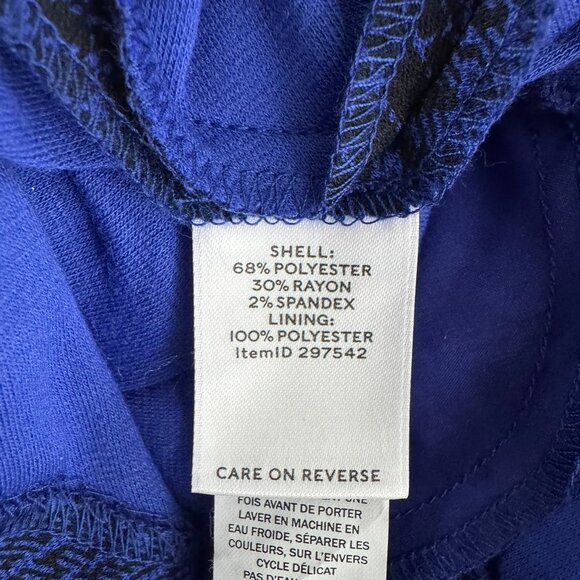 SHELL:
68% POLYESTER
30% RAYON
2% SPANDEX
LINING:
100% POLYESTER
ItemID 297542
CARE ON REVERSE
UNE
FOIS AVANT DE PORTER
LAVER EN MACHINE EN
EAU FROIDE, SÉPARER LES
COULEURS, SUR L'ENVERS
CYCLE DÉLICAT